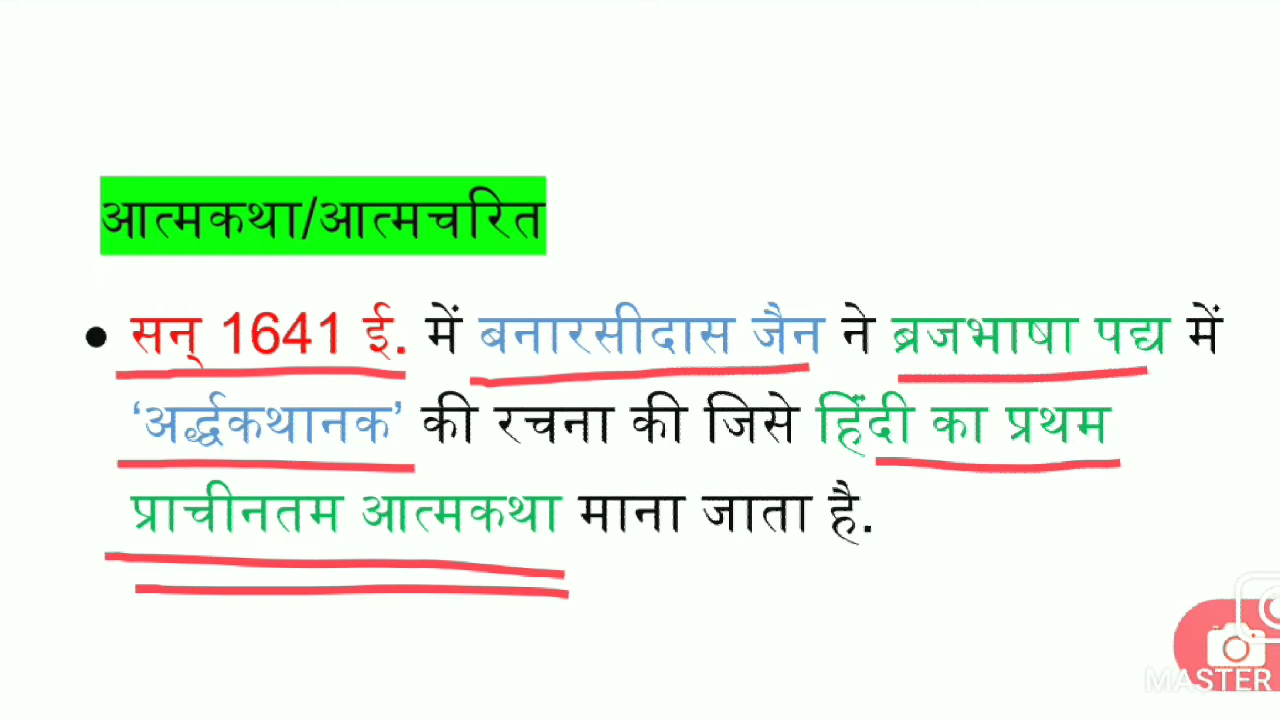 आत्मकथा/आत्मचरित
• सन् 1641 ई. में बनारसीदास जैन ने ब्रजभाषा पद्य में
‘अर्द्धकथानक’ की रचना की जिसे हिंदी का प्रथम
प्राचीनतम आत्मकथा माना जाता है.
MASTER